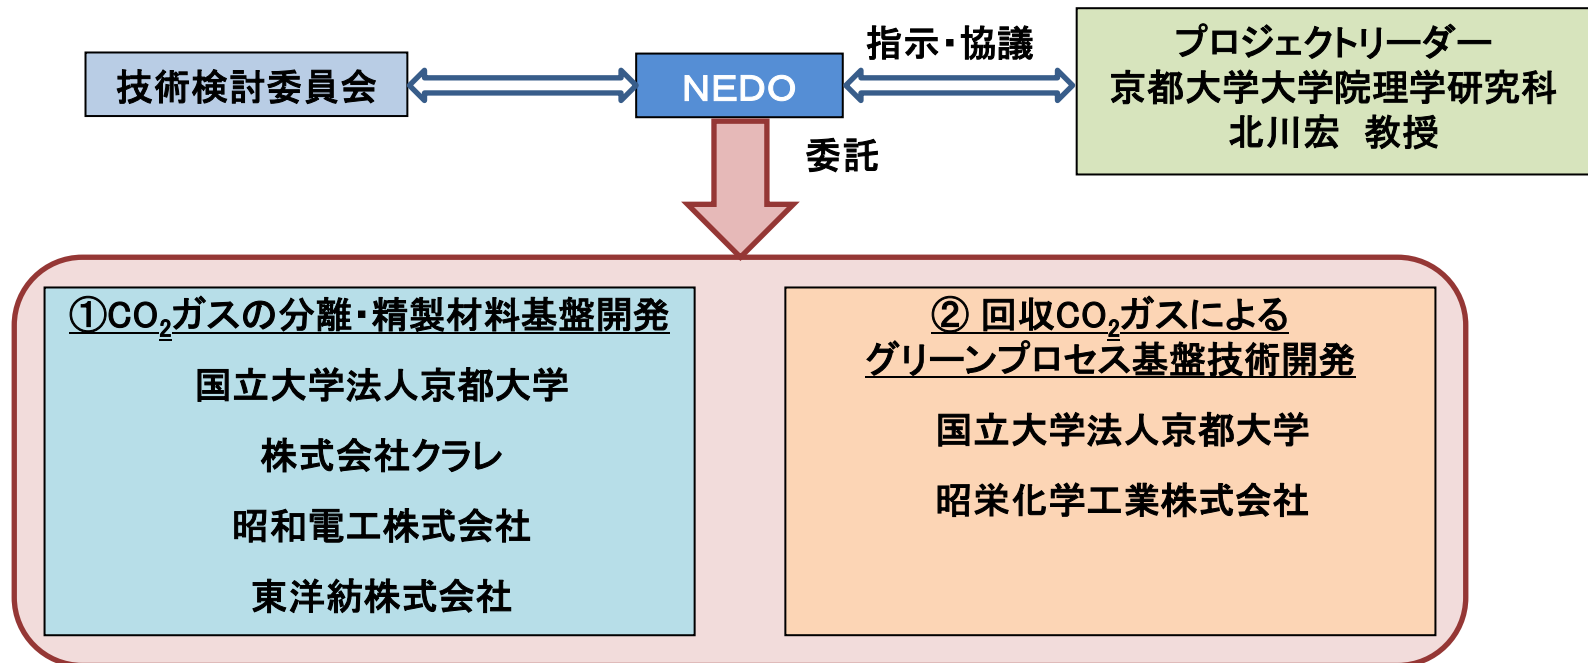 技術検討委員会
NEDO
指示・協議
プロジェクトリーダー
京都大学大学院理学研究科
北川宏　教授
委託
①CO₂ガスの分離・精製材料基盤開発
国立大学法人京都大学
株式会社クラレ
昭和電工株式会社
東洋紡株式会社
② 回収CO₂ガスによる
グリーンプロセス基盤技術開発
国立大学法人京都大学
昭栄化学工業株式会社